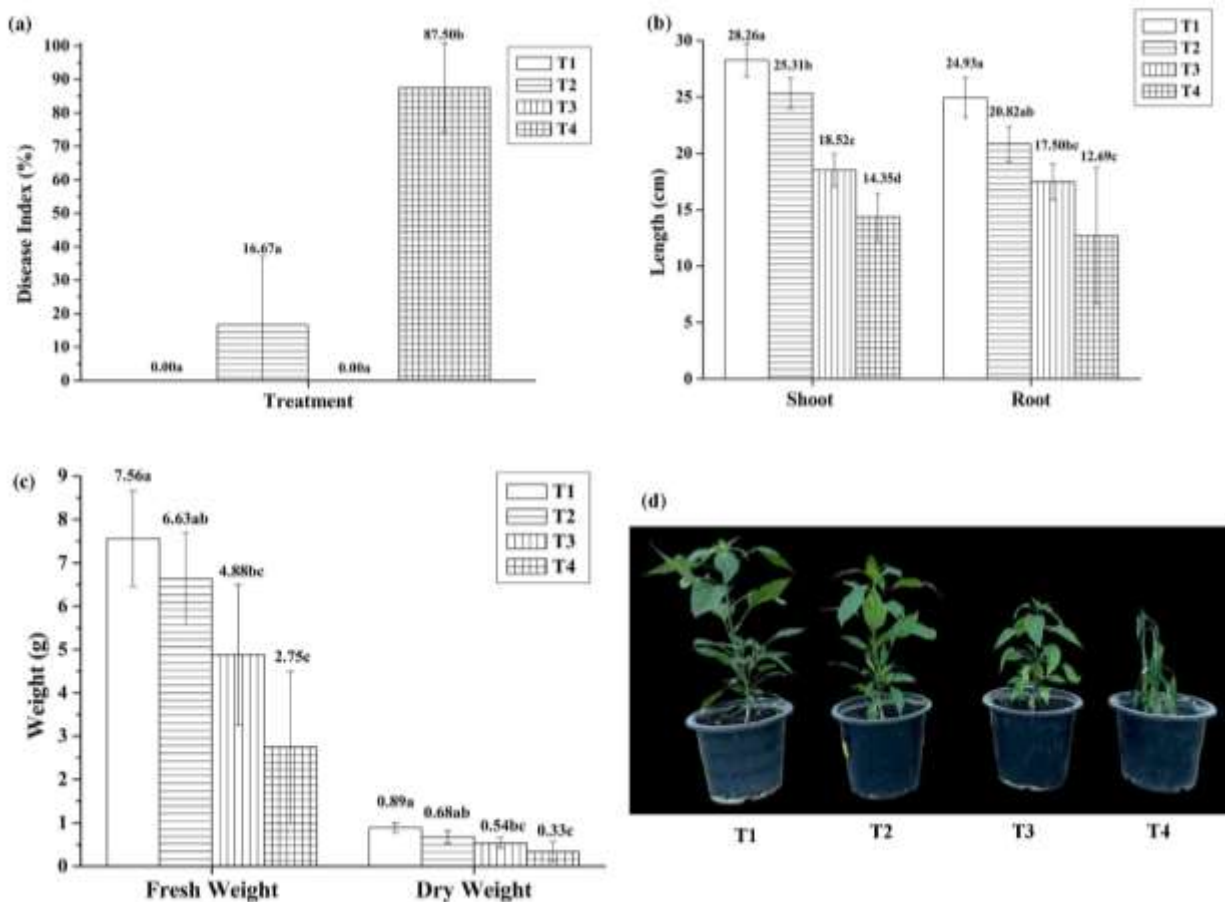 (a)
Disease Index (%)
100
90
80
70
60
50
40
30
20
10
0
0.00a
16.67a
0.00a
87.50b
Treatment
T1
T2
T3
T4
(b)
Length (cm)
30
25
20
15
10
5
0
28.26a
25.31b
18.52c
14.35d
24.93a
20.82ab
17.50bc
12.69c
Shoot Root
T1
T2
T3
T4
(c)
Weight (g)
9
8
7
6
5
4
3
2
1
0
7.56a
6.63ab
4.88bc
2.75c
0.89a
0.68ab
0.54bc
0.33c
Fresh Weight Dry Weight
T1
T2
T3
T4
(d)
T1 T2 T3 T4